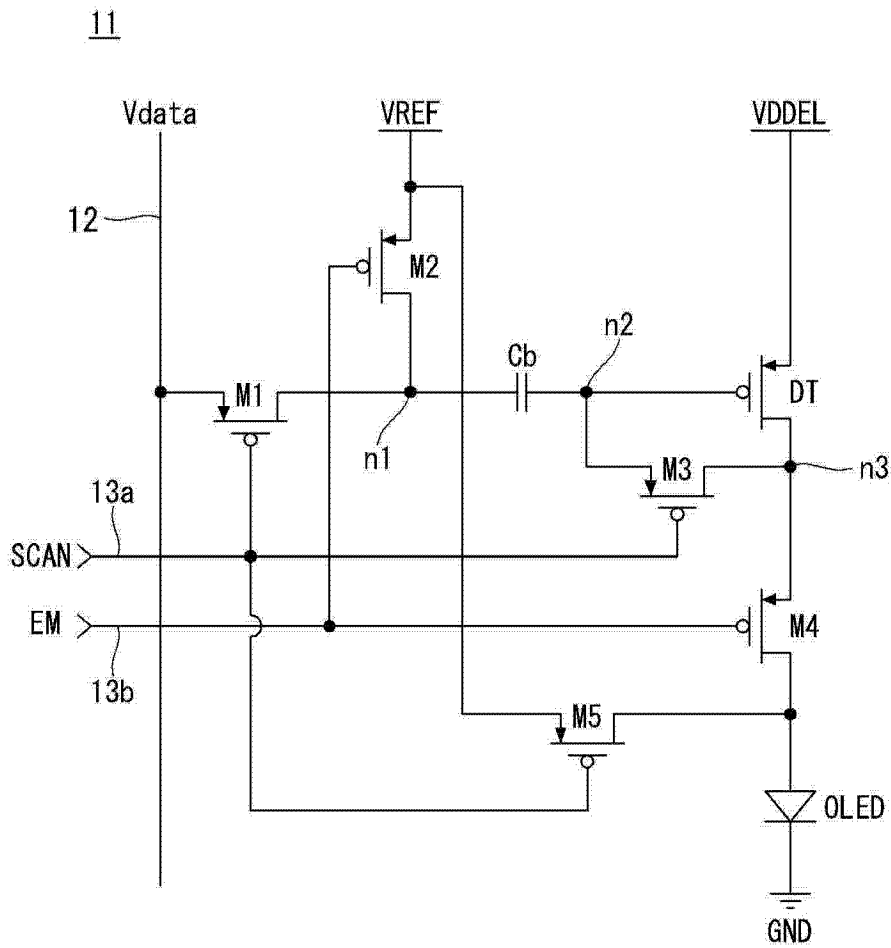 11
Vdata
VREF
VDDEL
12
M2
n2
Cb
M1
DT
n1
M3
n3
13a
SCAN
EM
M4
13b
M5
OLED
GND